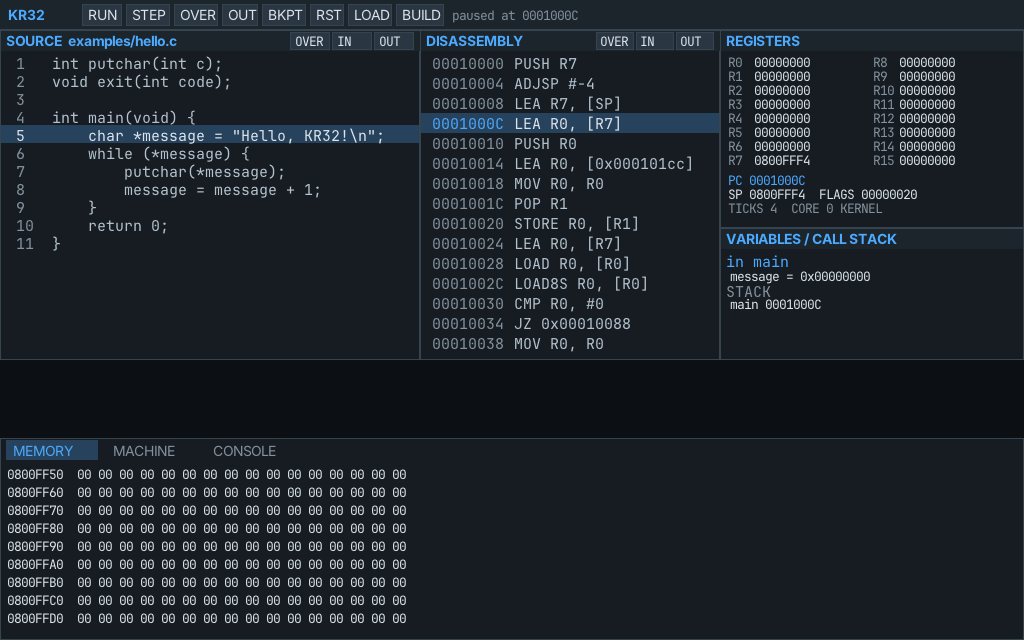 KR32 RUN STEP OVER OUT BKPT RST LOAD BUILD paused at 0001000C
SOURCE examples/hello.c OVER IN OUT
1 int putchar(int c);
2 void exit(int code);
3
4 int main(void) {
5 char *message = "Hello, KR32!\n";
6 while (*message) {
7 putchar(*message);
8 message = message + 1;
9 }
10 return 0;
11 }
DISASSEMBLY OVER IN OUT
00010000 PUSH R7
00010004 ADJSP #-4
00010008 LEA R7, [SP]
0001000C LEA R0, [R7]
00010010 PUSH R0
00010014 LEA R0, [0x000101cc]
00010018 MOV R0, R0
0001001C POP R1
00010020 STORE R0, [R1]
00010024 LEA R0, [R7]
00010028 LOAD R0, [R0]
0001002C LOAD8S R0, [R0]
00010030 CMP R0, #0
00010034 JZ 0x00010088
00010038 MOV R0, R0
REGISTERS
R0 00000000 R8 00000000
R1 00000000 R9 00000000
R2 00000000 R10 00000000
R3 00000000 R11 00000000
R4 00000000 R12 00000000
R5 00000000 R13 00000000
R6 00000000 R14 00000000
R7 0800FFF4 R15 00000000
PC 0001000C
SP 0800FFF4 FLAGS 00000020
TICKS 4 CORE 0 KERNEL
VARIABLES / CALL STACK
in main
message = 0x00000000
STACK
main 0001000C
MEMORY MACHINE CONSOLE
0800FF50 00 00 00 00 00 00 00 00 00 00 00 00 00 00 00 00
0800FF60 00 00 00 00 00 00 00 00 00 00 00 00 00 00 00 00
0800FF70 00 00 00 00 00 00 00 00 00 00 00 00 00 00 00 00
0800FF80 00 00 00 00 00 00 00 00 00 00 00 00 00 00 00 00
0800FF90 00 00 00 00 00 00 00 00 00 00 00 00 00 00 00 00
0800FFA0 00 00 00 00 00 00 00 00 00 00 00 00 00 00 00 00
0800FFB0 00 00 00 00 00 00 00 00 00 00 00 00 00 00 00 00
0800FFC0 00 00 00 00 00 00 00 00 00 00 00 00 00 00 00 00
0800FFD0 00 00 00 00 00 00 00 00 00 00 00 00 00 00 00 00